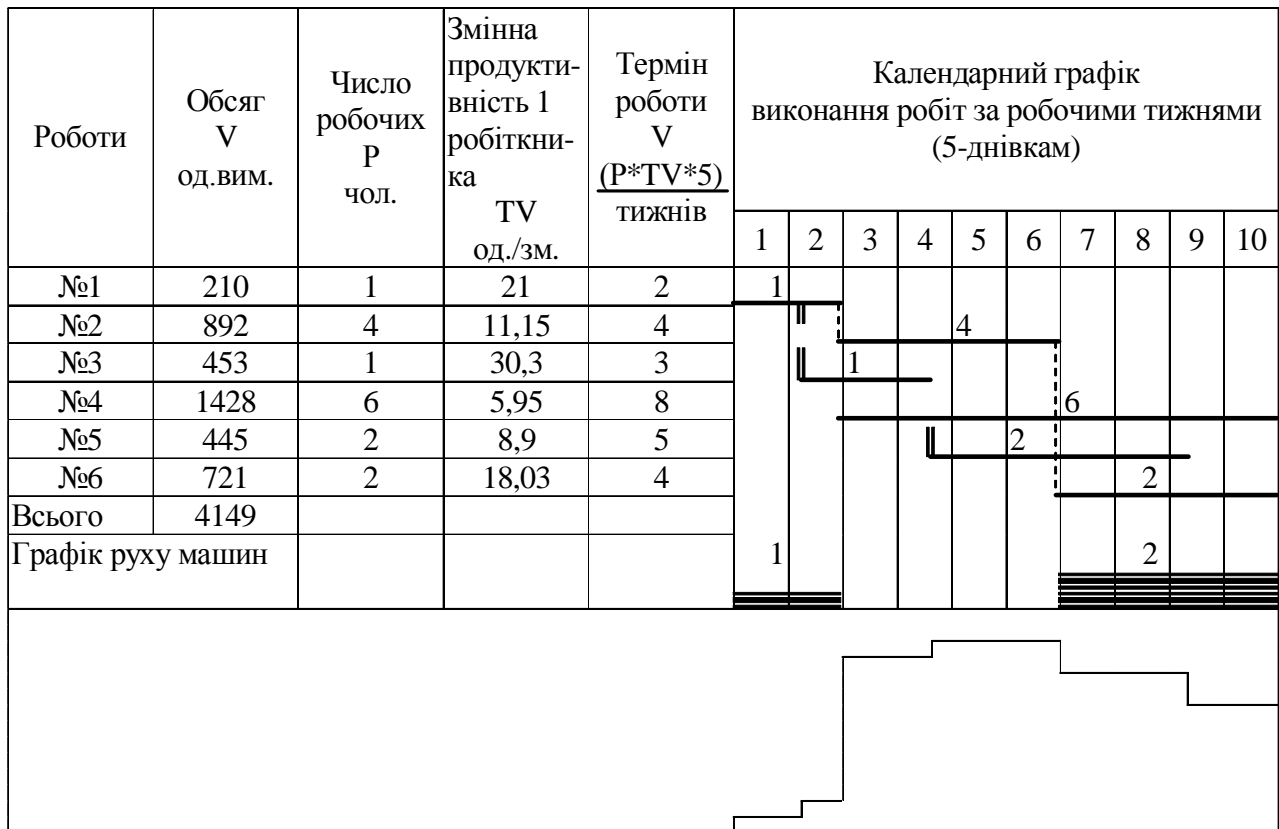 Роботи
Обсяг
V
од.вим.
Число
робочих
Р
чол.
Змінна
продукти-
вність 1
робіткни-
ка
TV
од./зм.
Термін
роботи
V
(P*TV*5)
тижнів
Календарний графік
виконання робіт за робочими тижнями
(5-днівкам)
1 2 3 4 5 6 7 8 9 10
№1 210 1 21 2 1
№2 892 4 11,15 4 4
№3 453 1 30,3 3 1
№4 1428 6 5,95 8 6
№5 445 2 8,9 5 2
№6 721 2 18,03 4 2
Всього 4149
Графік руху машин 1 2